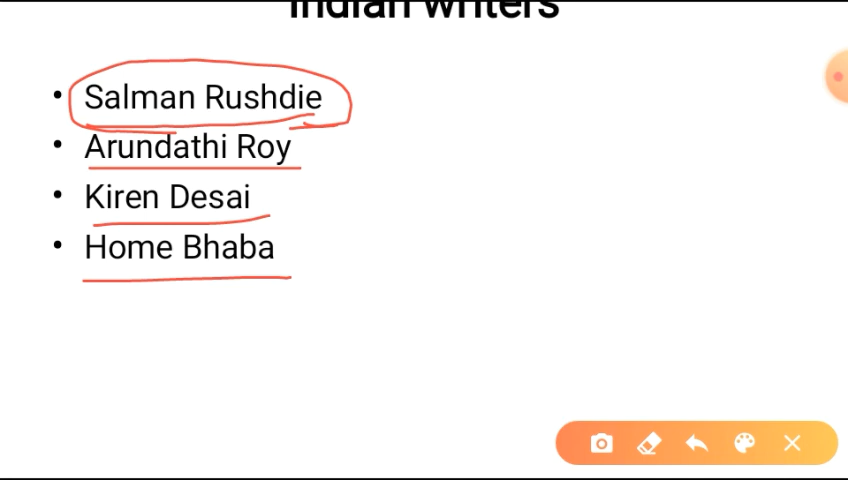 Indian writers
• Salman Rushdie
• Arundathi Roy
• Kiren Desai
• Home Bhaba